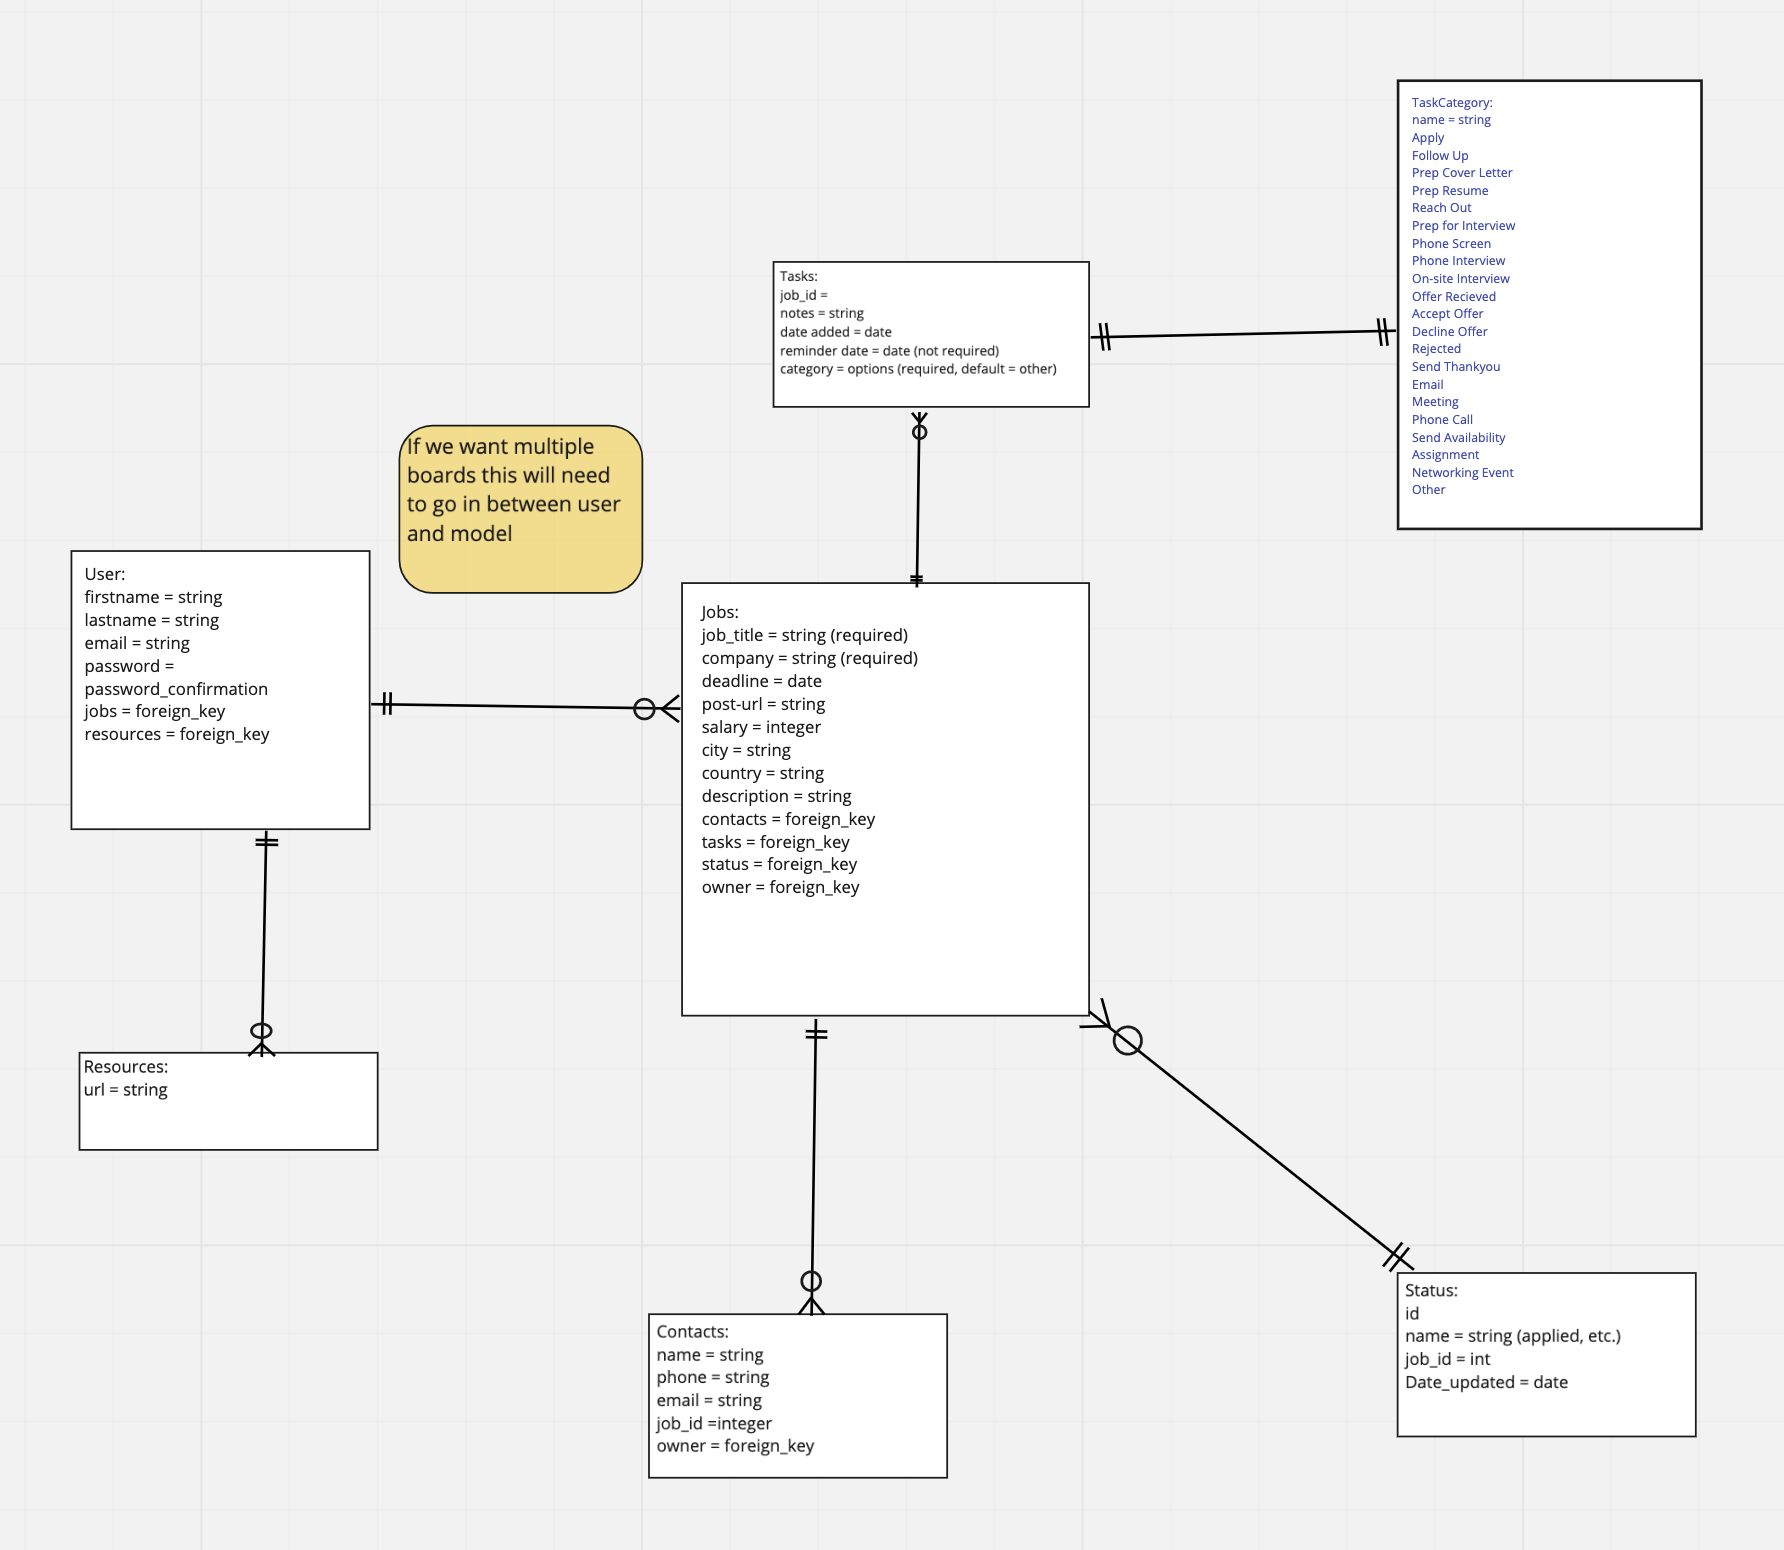 TaskCategory:
name = string
Apply
Follow Up
Prep Cover Letter
Prep Resume
Reach Out
Prep for Interview
Phone Screen
Phone Interview
On-site Interview
Offer Recieved
Accept Offer
Decline Offer
Rejected
Send Thankyou
Email
Meeting
Phone Call
Send Availability
Assignment
Networking Event
Other
Tasks:
job_id =
notes = string
date added = date
reminder date = date (not required)
category = options (required, default = other)
If we want multiple
boards this will need
to go in between user
and model
User:
firstname = string
lastname = string
email = string
password =
password_confirmation
jobs = foreign_key
resources = foreign_key
Jobs:
job_title = string (required)
company = string (required)
deadline = date
post-url = string
salary = integer
city = string
country = string
description = string
contacts = foreign_key
tasks = foreign_key
status = foreign_key
owner = foreign_key
Resources:
url = string
Contacts:
name = string
phone = string
email = string
job_id =integer
owner = foreign_key
Status:
id
name = string (applied, etc.)
job_id = int
Date_updated = date